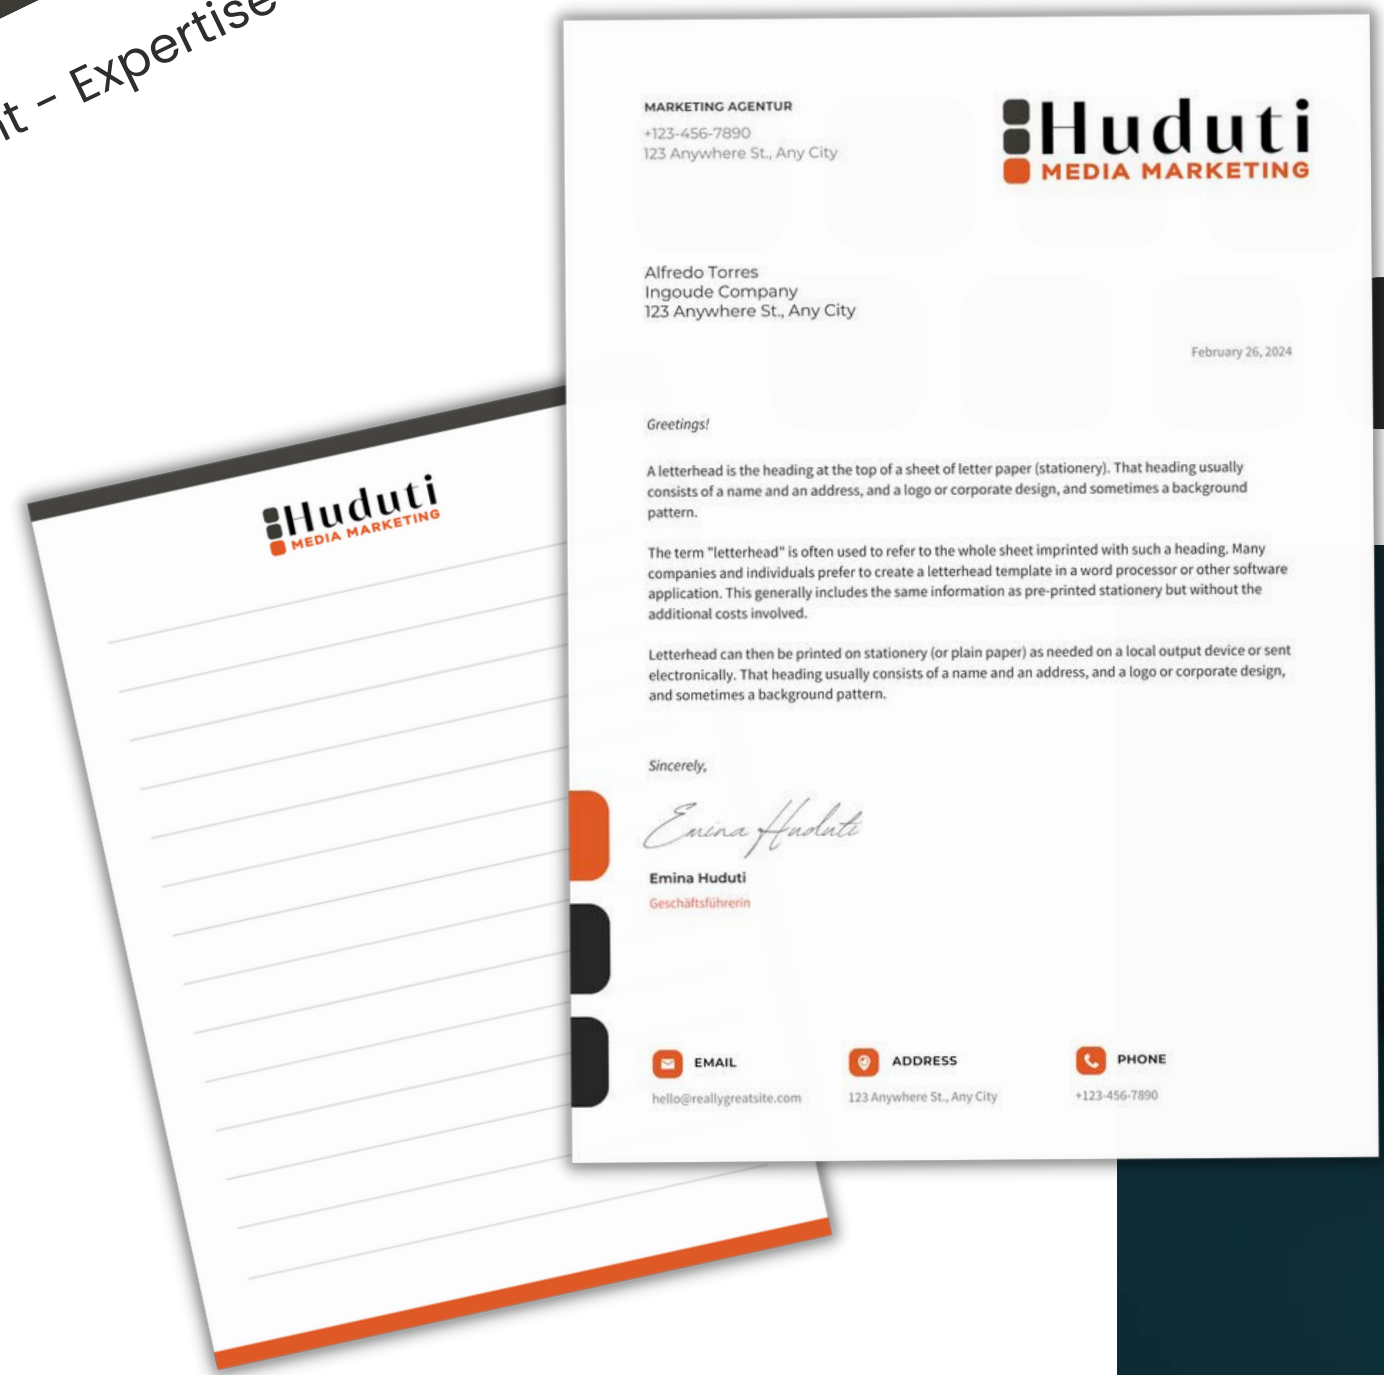 - Expertise
MARKETING AGENTUR
+123-456-7890
123 Anywhere St., Any City
Huduti
MEDIA MARKETING
Alfredo Torres
Ingoude Company
123 Anywhere St., Any City
February 26, 2024
Greetings!
A letterhead is the heading at the top of a sheet of letter paper (stationery). That heading usually
consists of a name and an address, and a logo or corporate design, and sometimes a background
pattern.
The term "letterhead" is often used to refer to the whole sheet imprinted with such a heading. Many
companies and individuals prefer to create a letterhead template in a word processor or other software
application. This generally includes the same information as pre-printed stationery but without the
additional costs involved.
Letterhead can then be printed on stationery (or plain paper) as needed on a local output device or sent
electronically. That heading usually consists of a name and an address, and a logo or corporate design,
and sometimes a background pattern.
Sincerely,
Emina Huduti
Emina Huduti
Geschäftsführerin
EMAIL
hello@reallygreatsite.com
ADDRESS
123 Anywhere St., Any City
PHONE
+123-456-7890
Huduti
MEDIA MARKETING